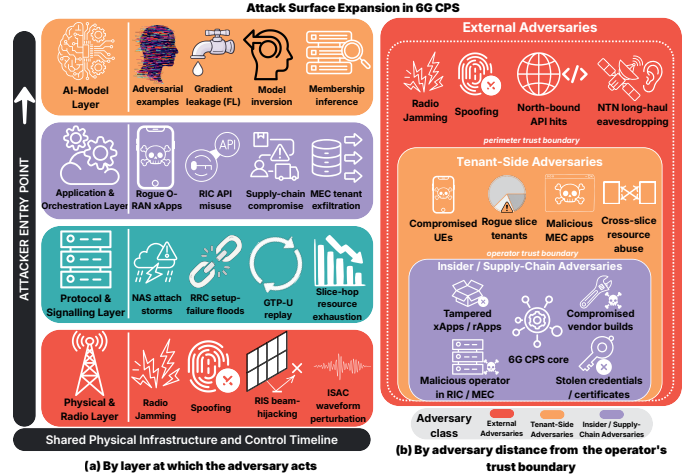 Attack Surface Expansion in 6G CPS
ATTACKER ENTRY POINT
AI-Model
Layer
Adversarial
examples
Gradient
leakage (FL)
Model
inversion
Membership
inference
Application &
Orchestration Layer
Rogue O-
RAN xApps
API
RIC API
misuse
Supply-chain
compromise
MEC tenant
exfiltration
Protocol &
Signalling Layer
NAS attach
storms
RRC setup-
failure floods
GTP-U
replay
Slice-hop
resource
exhaustion
Physical &
Radio Layer
Radio
Jamming
Spoofing
RIS beam-
hijacking
ISAC
waveform
perturbation
Shared Physical Infrastructure and Control Timeline
(a) By layer at which the adversary acts
External Adversaries
Radio
Jamming
Spoofing
North-bound
API hits
NTN long-haul
eavesdropping
perimeter trust boundary
Tenant-Side Adversaries
Compromised
UEs
Rogue slice
tenants
Malicious
MEC apps
Cross-slice
resource
abuse
operator trust boundary
Insider / Supply-Chain Adversaries
Tampered
xApps / rApps
Compromised
vendor builds
6G CPS core
Malicious operator
in RIC / MEC
Stolen credentials
/ certificates
Adversary
class
External
Adversaries
Tenant-Side
Adversaries
Insider / Supply-
Chain Adversaries
(b) By adversary distance from the operator's
trust boundary